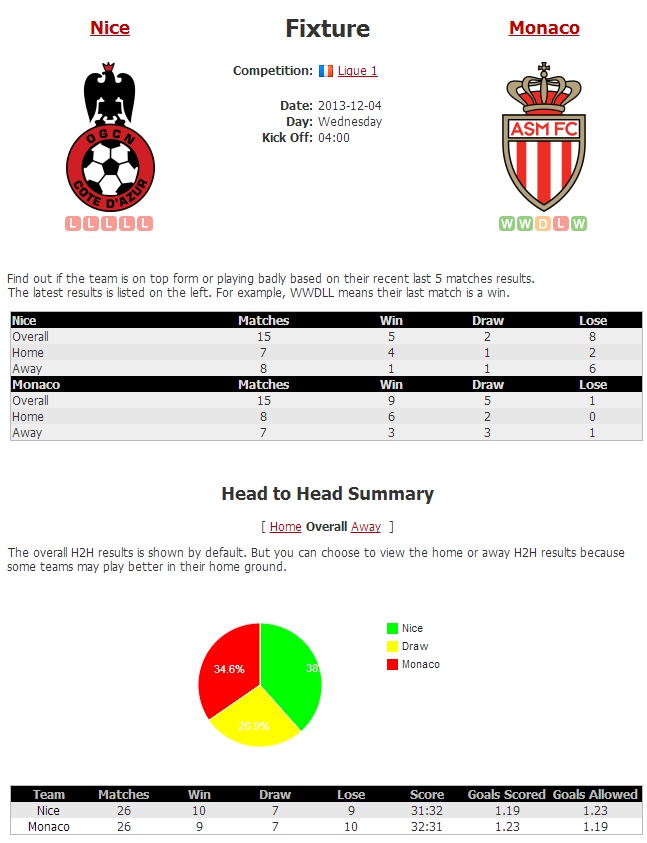 Nice
Fixture
Monaco
Competition: Ligue 1
Date: 2013-12-04
Day: Wednesday
Kick Off: 04:00
OGCN
COTE D'AZUR
ASM FC
L L L L L
W W D L W
Find out if the team is on top form or playing badly based on their recent last 5 matches results.
The latest results is listed on the left. For example, WWDLL means their last match is a win.
Nice Matches Win Draw Lose
Overall 15 5 2 8
Home 7 4 1 2
Away 8 1 1 6
Monaco Matches Win Draw Lose
Overall 15 9 5 1
Home 8 6 2 0
Away 7 3 3 1
Head to Head Summary
[ Home Overall Away ]
The overall H2H results is shown by default. But you can choose to view the home or away H2H results because
some teams may play better in their home ground.
Nice
Draw
Monaco
34.6%
38
26.9%
Team Matches Win Draw Lose Score Goals Scored Goals Allowed
Nice 26 10 7 9 31:32 1.19 1.23
Monaco 26 9 7 10 32:31 1.23 1.19